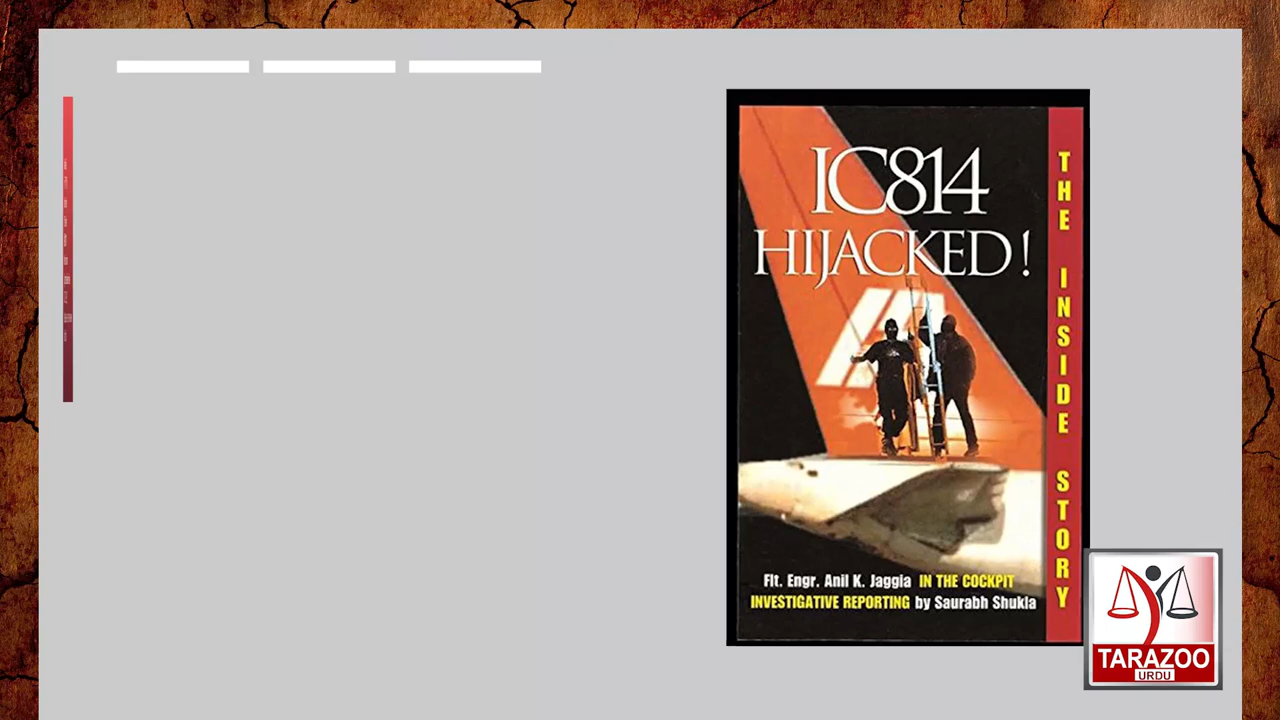 IC814
HIJACKED!
THE INSIDE STORY
Flt. Engr. Anil K. Jaggia IN THE COCKPIT
INVESTIGATIVE REPORTING by Saurabh Shukla
TARAZOO
URDU